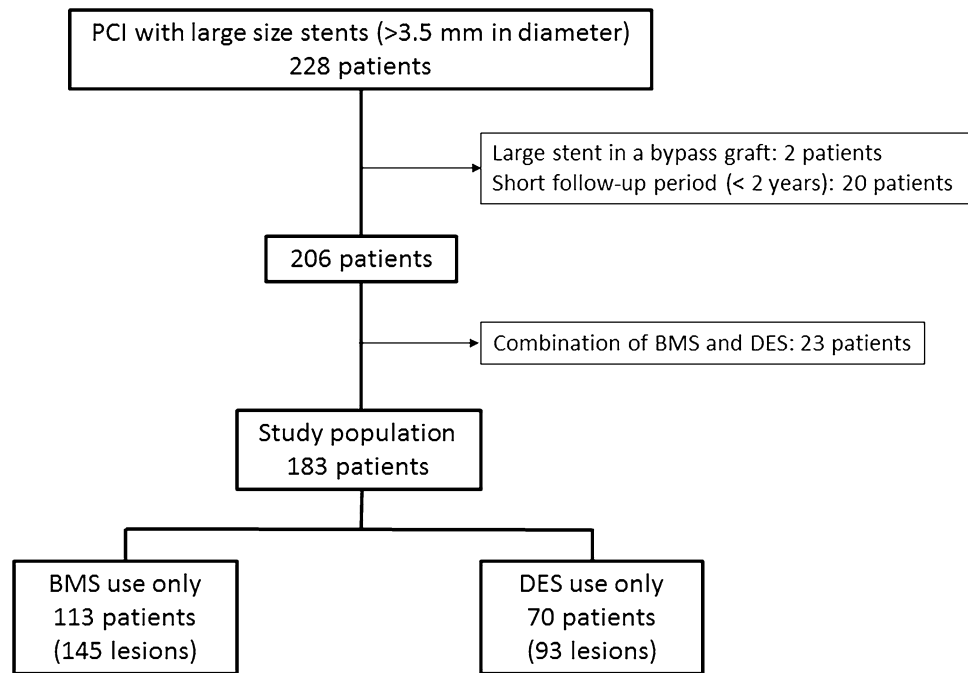 PCI with large size stents (>3.5 mm in diameter)
228 patients
Large stent in a bypass graft: 2 patients
Short follow-up period (< 2 years): 20 patients
206 patients
Combination of BMS and DES: 23 patients
Study population
183 patients
BMS use only
113 patients
(145 lesions)
DES use only
70 patients
(93 lesions)